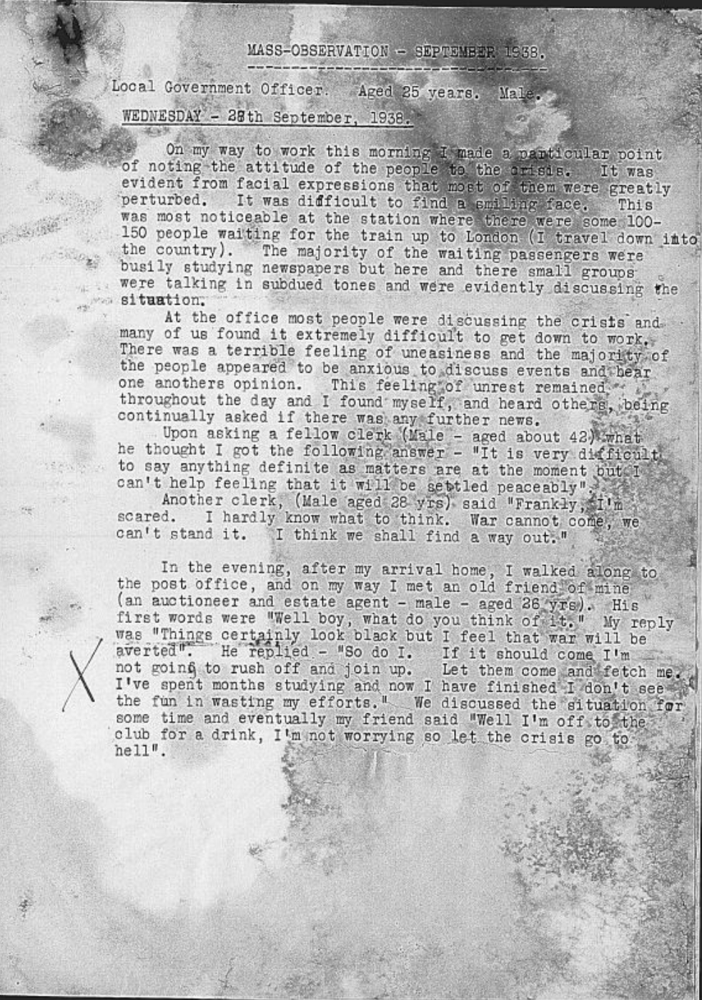 MASS-OBSERVATION - SEPTEMBER 1938.
Local Government Officer. Aged 25 years. Male.
WEDNESDAY - 28th September, 1938.
On my way to work this morning I made a particular point
of noting the attitude of the people to the crisis. It was
evident from facial expressions that most of them were greatly
perturbed. It was difficult to find a smiling face. This
was most noticeable at the station where there were some 100-
150 people waiting for the train up to London (I travel down into
the country). The majority of the waiting passengers were
busily studying newspapers but here and there small groups
were talking in subdued tones and were evidently discussing the
situation.
At the office most people were discussing the crisis and
many of us found it extremely difficult to get down to work.
There was a terrible feeling of uneasiness and the majority of
the people appeared to be anxious to discuss events and hear
one anothers opinion. This feeling of unrest remained
throughout the day and I found myself, and heard others, being
continually asked if there was any further news.
Upon asking a fellow clerk (Male - aged about 42) what
he thought I got the following answer - "It is very difficult
to say anything definite as matters are at the moment but I
can't help feeling that it will be settled peaceably".
Another clerk, (Male aged 28 yrs) said "Frankly, I'm
scared. I hardly know what to think. War cannot come, we
can't stand it. I think we shall find a way out."
In the evening, after my arrival home, I walked along to
the post office, and on my way I met an old friend of mine
(an auctioneer and estate agent - male - aged 26 yrs). His
first words were "Well boy, what do you think of it." My reply
was "Things certainly look black but I feel that war will be
averted". He replied - "So do I. If it should come I'm
not going to rush off and join up. Let them come and fetch me.
I've spent months studying and now I have finished I don't see
the fun in wasting my efforts." We discussed the situation for
some time and eventually my friend said "Well I'm off to the
club for a drink, I'm not worrying so let the crisis go to
hell".